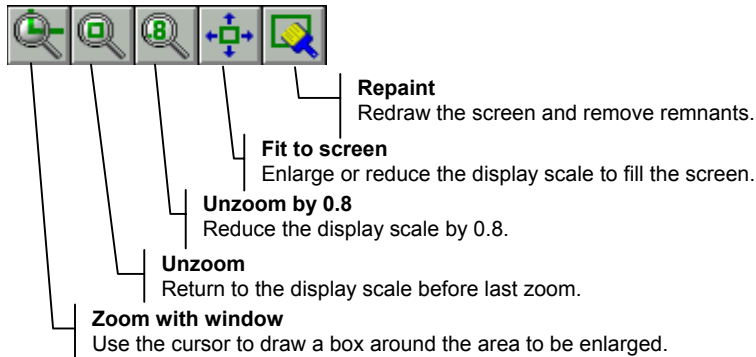 .8
Repaint
Redraw the screen and remove remnants.
Fit to screen
Enlarge or reduce the display scale to fill the screen.
Unzoom by 0.8
Reduce the display scale by 0.8.
Unzoom
Return to the display scale before last zoom.
Zoom with window
Use the cursor to draw a box around the area to be enlarged.